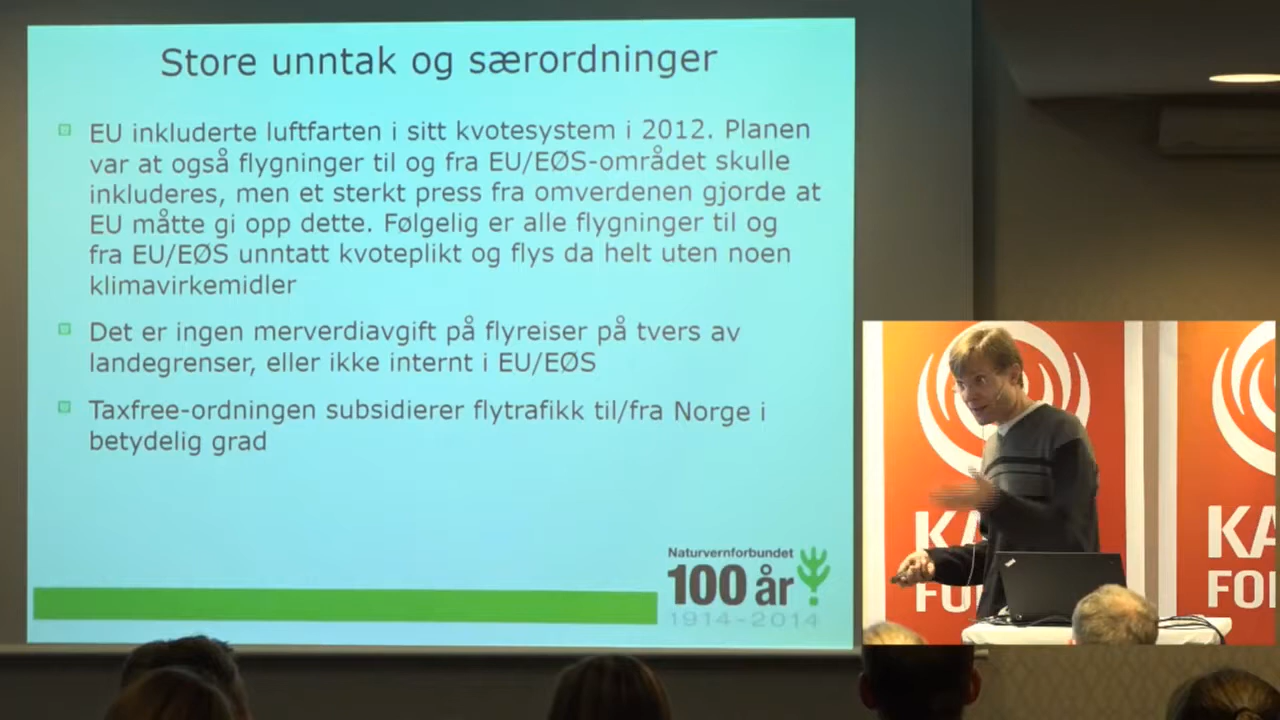 Store unntak og særordninger
EU inkluderte luftfarten i sitt kvotesystem i 2012. Planen
var at også flygninger til og fra EU/EØS-området skulle
inkluderes, men et sterkt press fra omverdenen gjorde at
EU måtte gi opp dette. Følgelig er alle flygninger til og
fra EU/EØS unntatt kvoteplikt og flys da helt uten noen
klimavirkemidler
Det er ingen merverdiavgift på flyreiser på tvers av
landegrenser, eller ikke internt i EU/EØS
Taxfree-ordningen subsidierer flytrafikk til/fra Norge i
betydelig grad
Naturvernforbundet
100 år
1914-2014
KA
FO
KA
FO